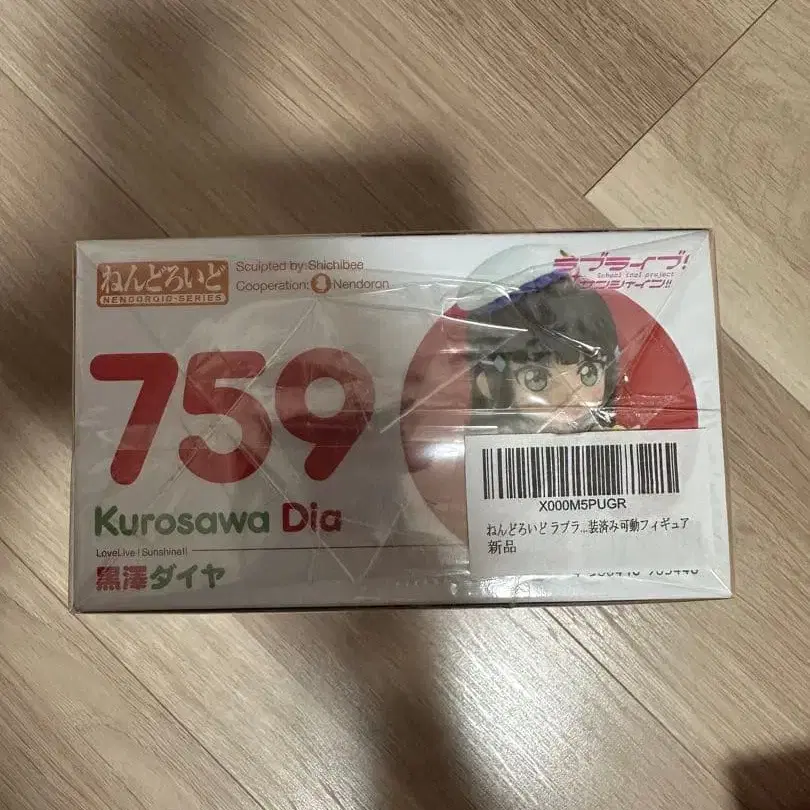 ねんどろいど
NENDOROID-SERIES
Sculpted by:Shichibee
Cooperation: Nendoron
ラブライブ!
School idol project
サンシャイン!!
759
Kurosawa Dia
LoveLive! Sunshine!!
黒澤ダイヤ
X000M5PUGR
ねんどろいど ラブラ...装済み可動フィギュア
新品